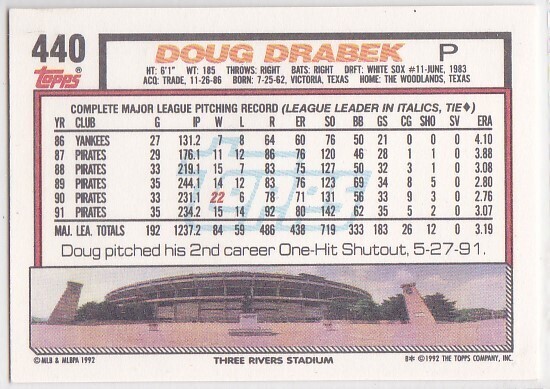 440 DOUG DRABEK P
Topps
HT: 6'1" WT: 185 THROWS: RIGHT BATS: RIGHT DRFT: WHITE SOX #11-JUNE, 1983
ACQ: TRADE, 11-26-86 BORN: 7-25-62, VICTORIA, TEXAS HOME: THE WOODLANDS, TEXAS
COMPLETE MAJOR LEAGUE PITCHING RECORD (LEAGUE LEADER IN ITALICS, TIE♦)
YR CLUB G IP W L R ER SO BB GS CG SHO SV ERA
86 YANKEES 27 131.2 7 8 64 60 76 50 21 0 0 0 4.10
87 PIRATES 29 176.1 11 12 86 76 120 46 28 1 1 0 3.88
88 PIRATES 33 219.1 15 7 83 75 127 50 32 3 1 0 3.08
89 PIRATES 35 244.1 14 12 83 76 123 69 34 8 5 0 2.80
90 PIRATES 33 231.1 22 6 78 71 131 56 33 9 3 0 2.76
91 PIRATES 35 234.2 15 14 92 80 142 62 35 5 2 0 3.07
MAJ. LEA. TOTALS 192 1237.2 84 59 486 438 719 333 183 26 12 0 3.19
Topps
Doug pitched his 2nd career One-Hit Shutout, 5-27-91.
©MLB & MLBPA 1992 THREE RIVERS STADIUM B* ©1992 THE TOPPS COMPANY, INC.